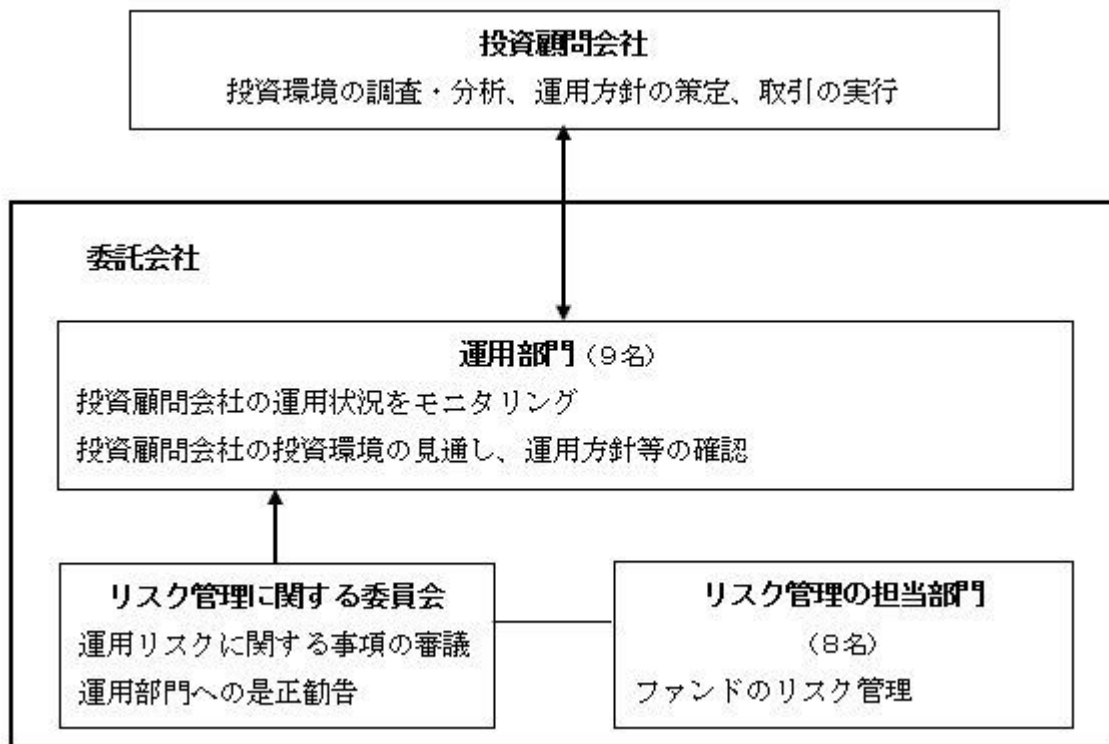 投資顧問会社
投資環境の調査・分析、運用方針の策定、取引の実行
委託会社
運用部門（９名）
投資顧問会社の運用状況をモニタリング
投資顧問会社の投資環境の見通し、運用方針等の確認
リスク管理に関する委員会
運用リスクに関する事項の審議
運用部門への是正勧告
リスク管理の担当部門
（８名）
ファンドのリスク管理